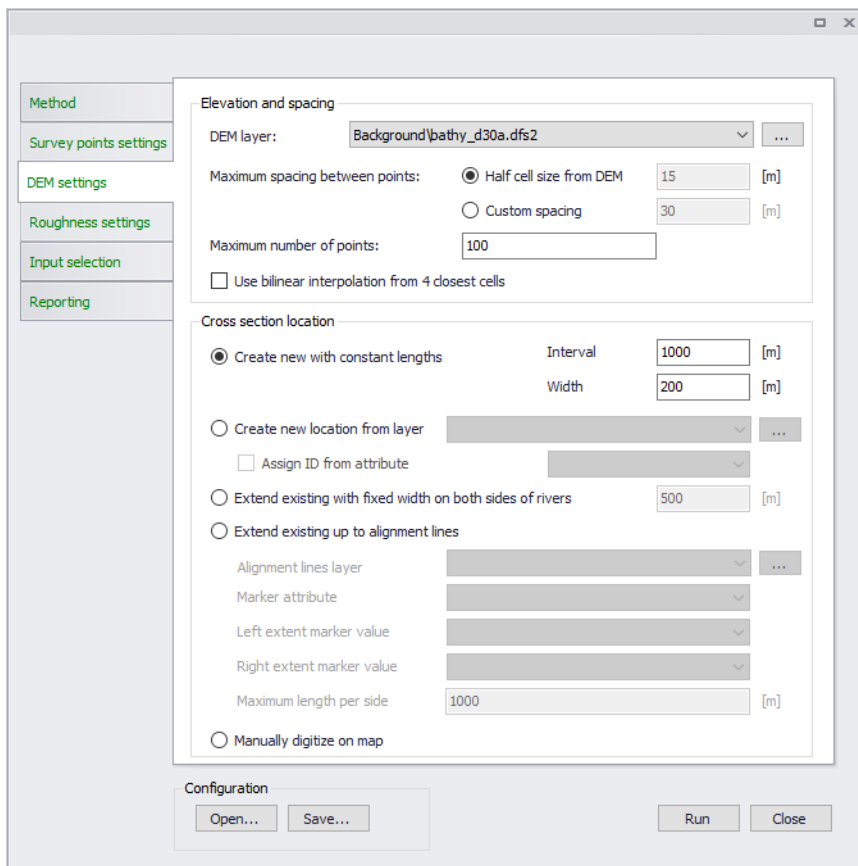 Method
Survey points settings
DEM settings
Roughness settings
Input selection
Reporting
Elevation and spacing
DEM layer: Background\bathy_d30a.dfs2 ...
Maximum spacing between points: Half cell size from DEM 15 [m]
Custom spacing 30 [m]
Maximum number of points: 100
Use bilinear interpolation from 4 closest cells
Cross section location
Create new with constant lengths Interval 1000 [m]
Width 200 [m]
Create new location from layer ...
Assign ID from attribute
Extend existing with fixed width on both sides of rivers 500 [m]
Extend existing up to alignment lines
Alignment lines layer ...
Marker attribute
Left extent marker value
Right extent marker value
Maximum length per side 1000 [m]
Manually digitize on map
Configuration
Open... Save... Run Close